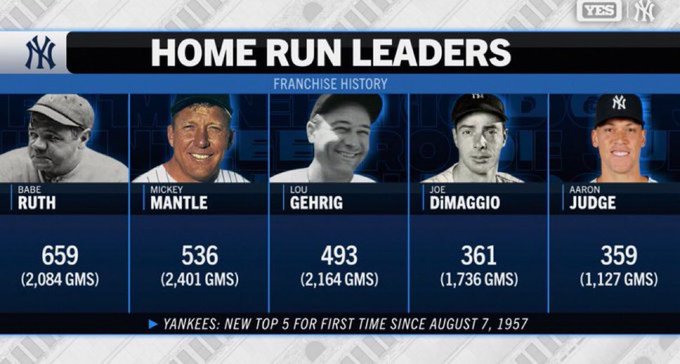 YES NY
NY
HOME RUN LEADERS
FRANCHISE HISTORY
BABE
RUTH
MICKEY
MANTLE
LOU
GEHRIG
JOE
DiMAGGIO
AARON
JUDGE
659
(2,084 GMS)
536
(2,401 GMS)
493
(2,164 GMS)
361
(1,736 GMS)
359
(1,127 GMS)
YANKEES: NEW TOP 5 FOR FIRST TIME SINCE AUGUST 7, 1957